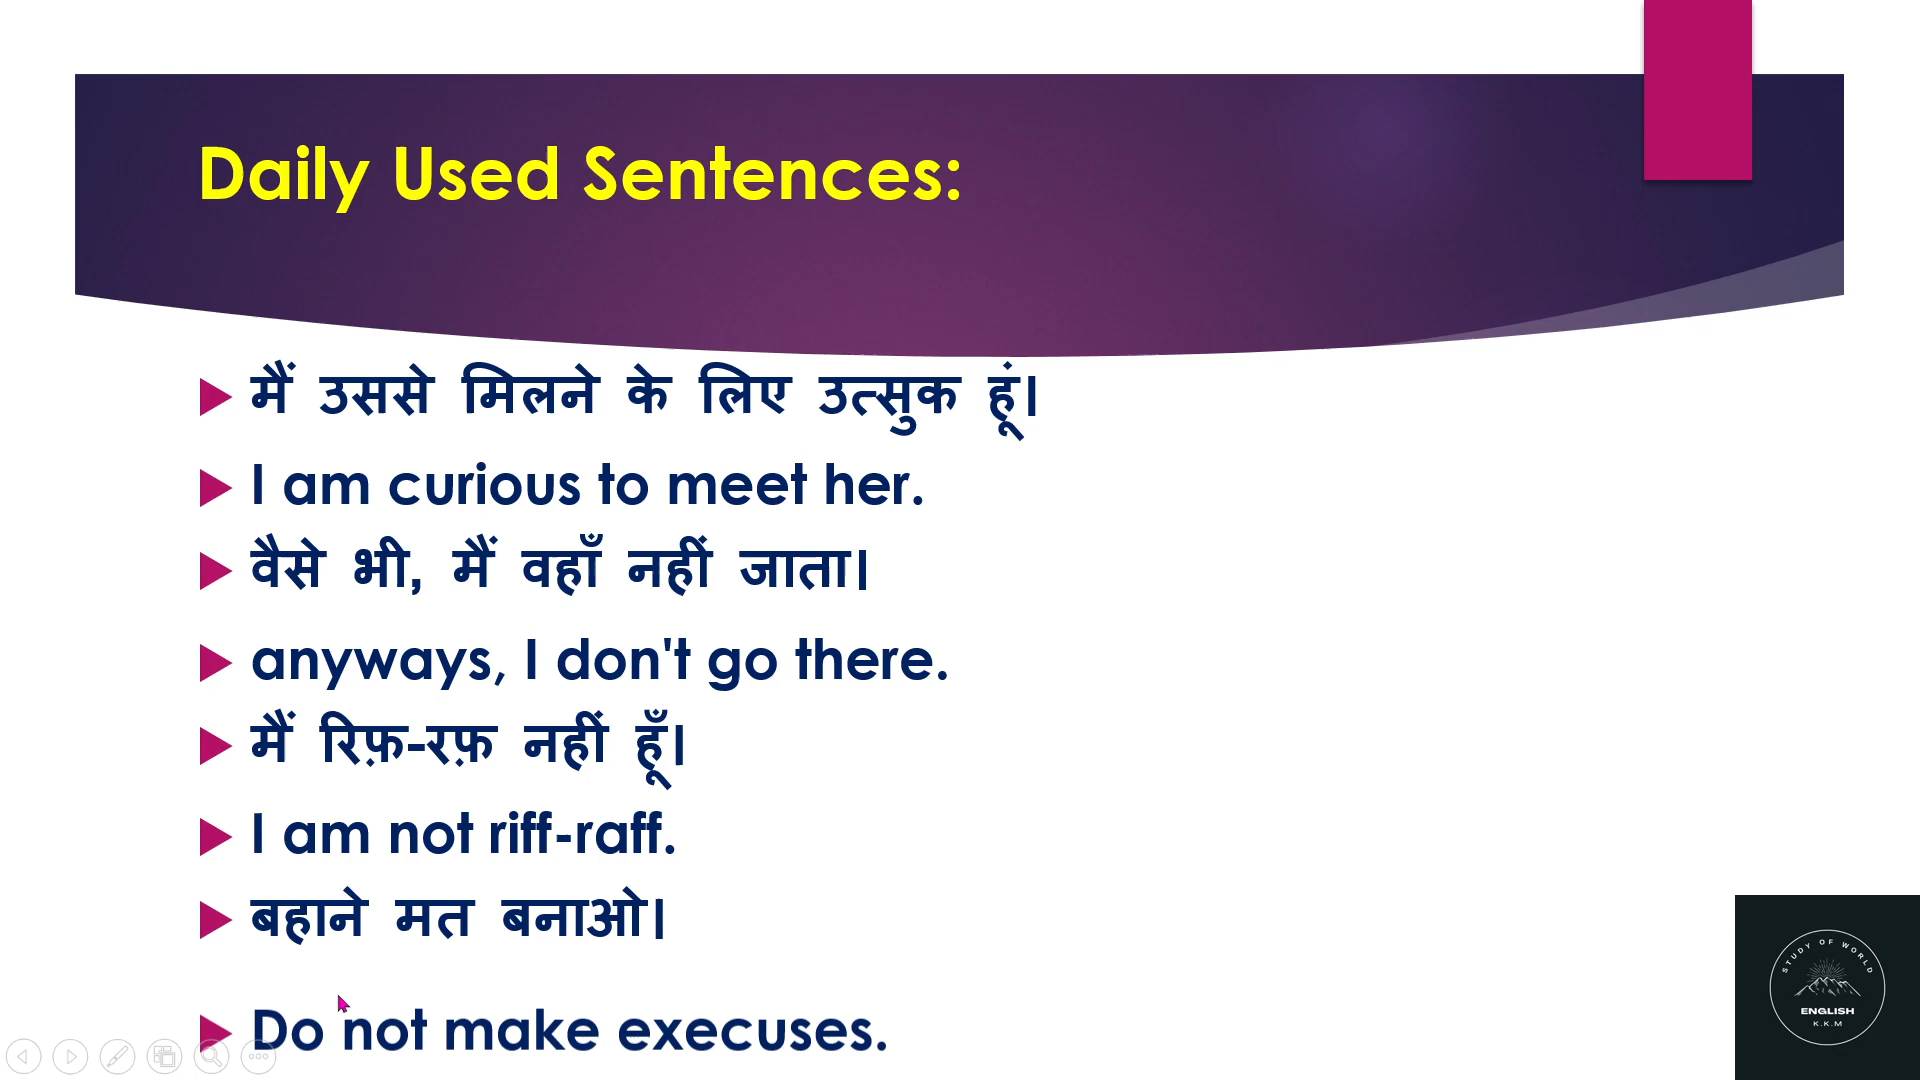 Daily Used Sentences:
मैं उससे मिलने के लिए उत्सुक हूं।
I am curious to meet her.
वैसे भी, मैं वहाँ नहीं जाता।
anyways, I don't go there.
मैं रिफ़-रफ़ नहीं हूँ।
I am not riff-raff.
बहाने मत बनाओ।
Do not make execuses.
STUDY OF WORLD
ENGLISH
K.K.M